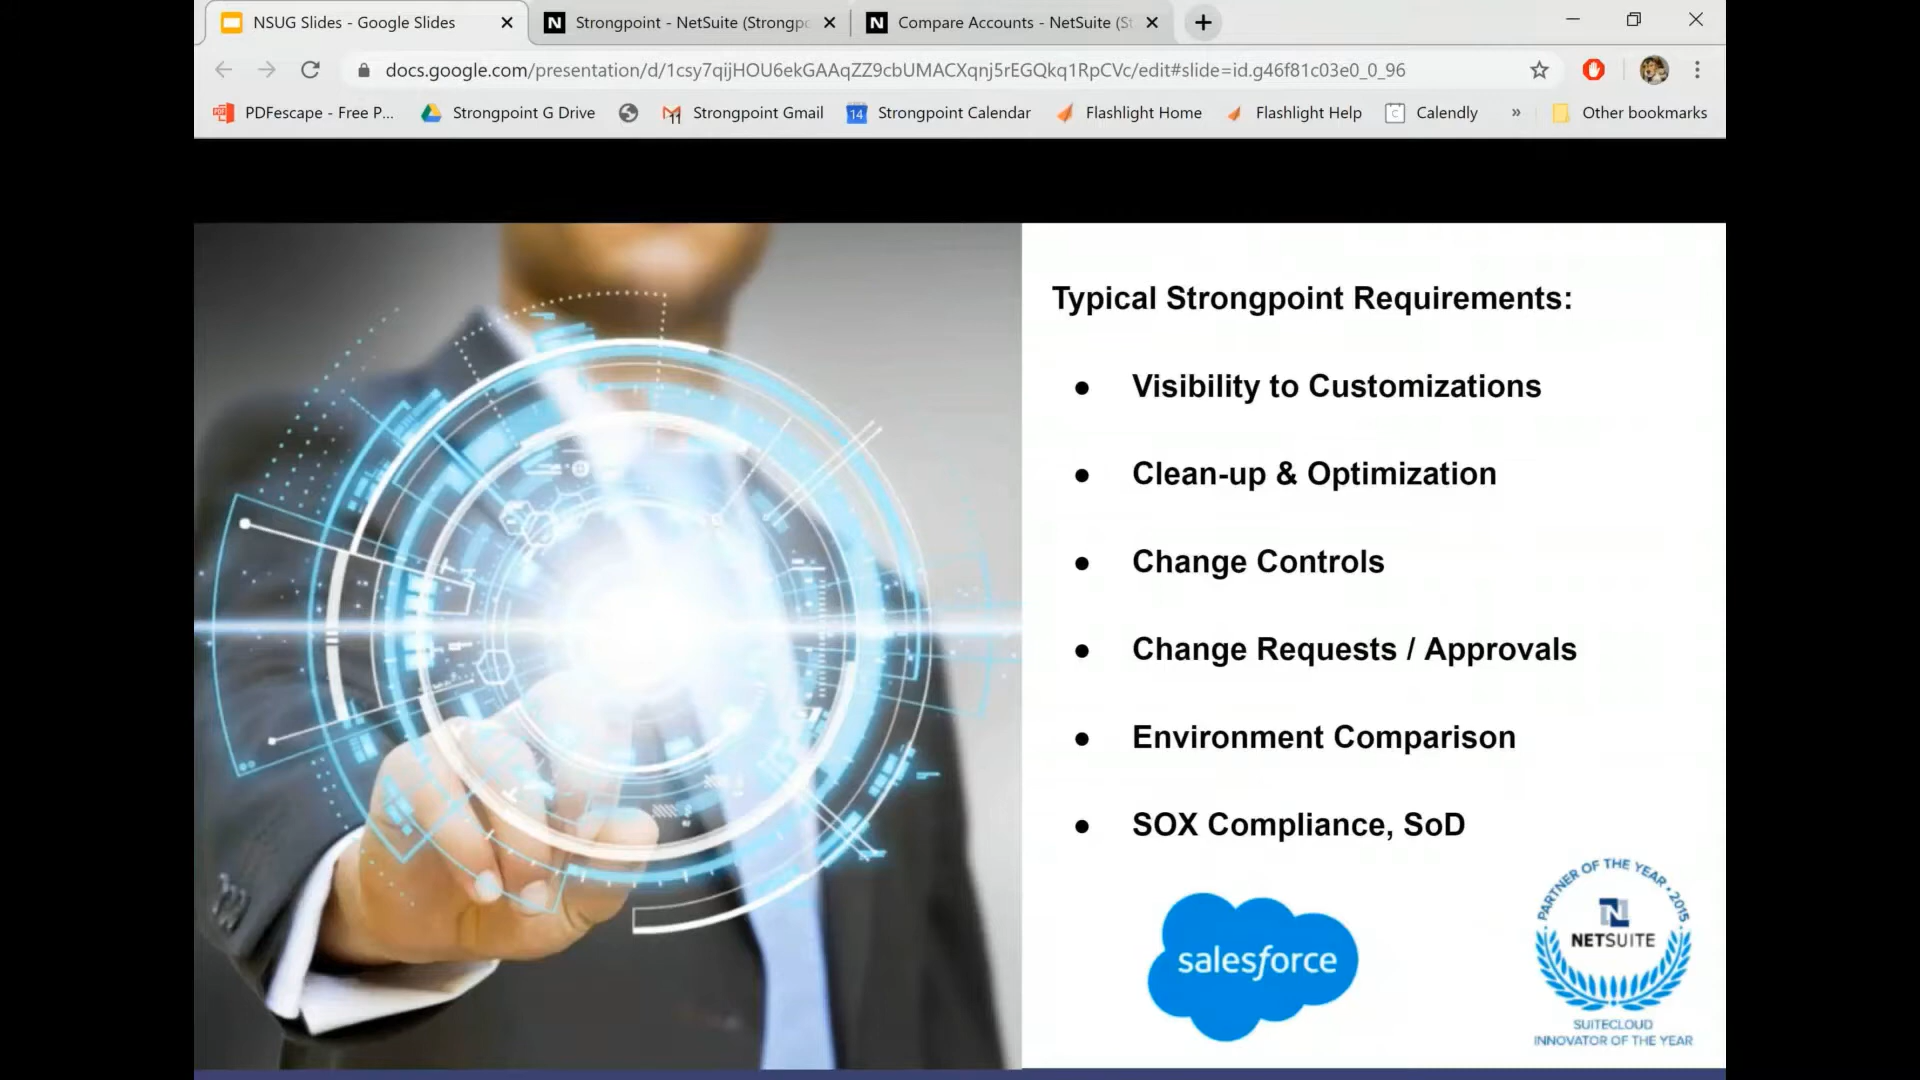 NSUG Slides - Google Slides
Strongpoint - NetSuite (Strongp
Compare Accounts - NetSuite (St
docs.google.com/presentation/d/1csy7qijHOU6ekGAAqZZ9cbUMACXqnj5rEGQkq1RpCVc/edit#slide=id.g46f81c03e0_0_96
PDFescape - Free P...
Strongpoint G Drive
Strongpoint Gmail
14
Strongpoint Calendar
Flashlight Home
Flashlight Help
Calendly
»
Other bookmarks
Typical Strongpoint Requirements:
● Visibility to Customizations
● Clean-up & Optimization
● Change Controls
● Change Requests / Approvals
● Environment Comparison
● SOX Compliance, SoD
salesforce
PARTNER OF THE YEAR • 2015
NETSUITE
SUITECLOUD
INNOVATOR OF THE YEAR